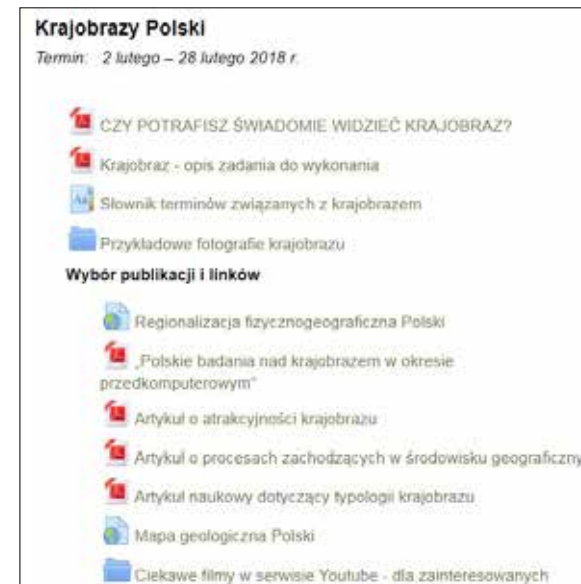 Krajobrazy Polski
Termin: 2 lutego – 28 lutego 2018 r.
CZY POTRAFISZ ŚWIADOMIE WIDZIEĆ KRAJOBRAZ?
Krajobraz - opis zadania do wykonania
Słownik terminów związanych z krajobrazem
Przykładowe fotografie krajobrazu
Wybór publikacji i linków
Regionalizacja fizycznogeograficzna Polski
„Polskie badania nad krajobrazem w okresie
przedkomputerowym"
Artykuł o atrakcyjności krajobrazu
Artykuł o procesach zachodzących w środowisku geograficzny
Artykuł naukowy dotyczący typologii krajobrazu
Mapa geologiczna Polski
Ciekawe filmy w serwisie Youtube - dla zainteresowanych